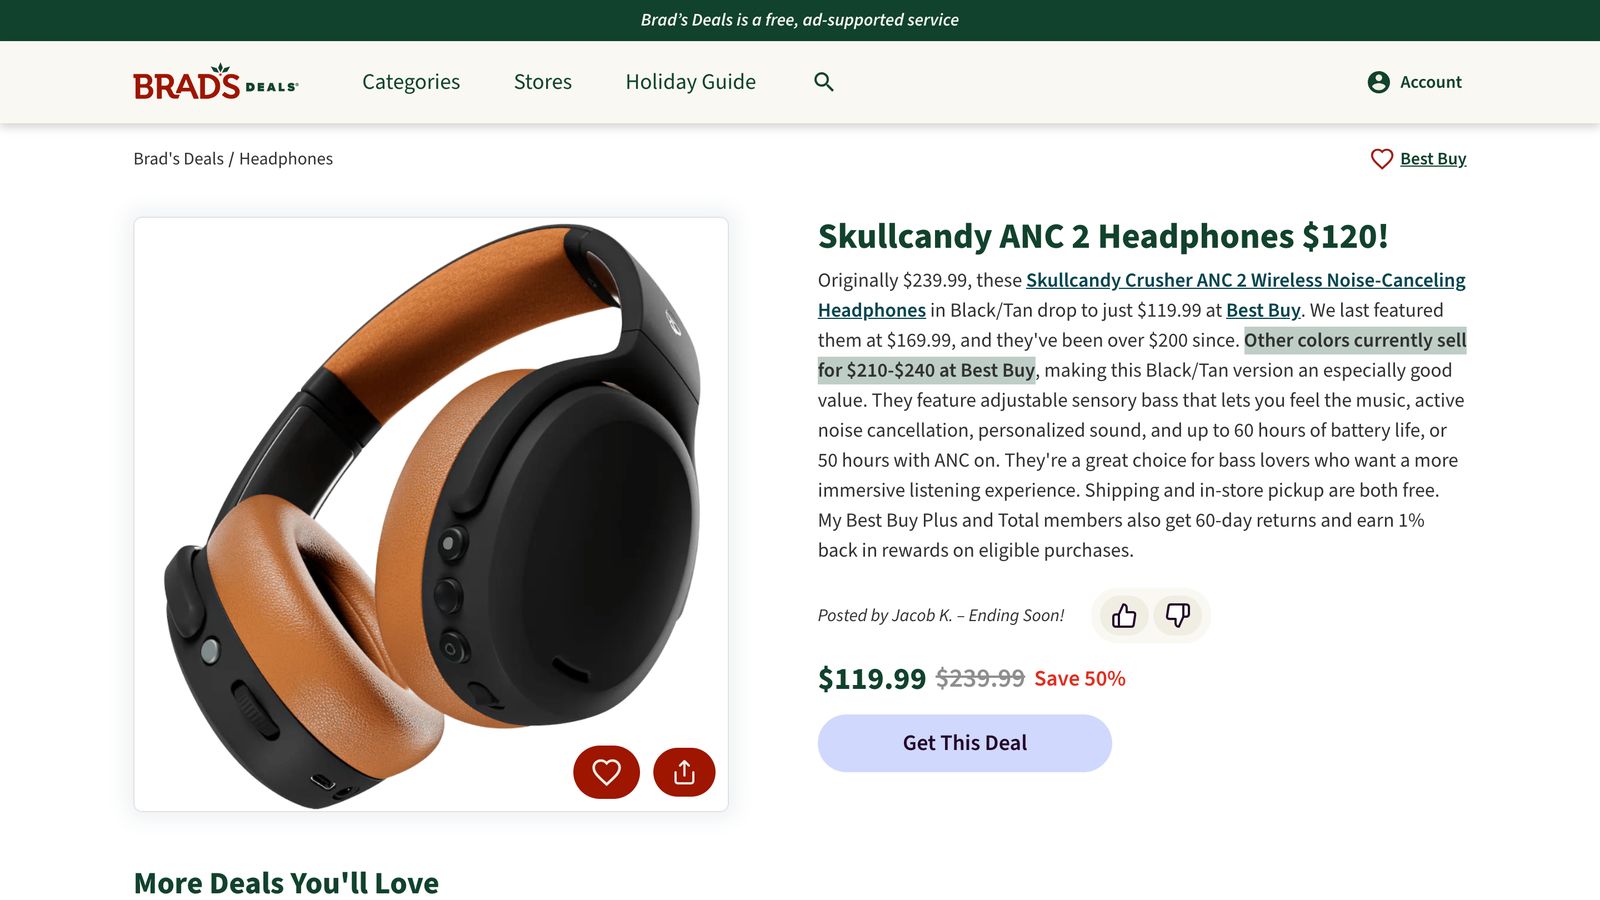 Brad's Deals is a free, ad-supported service
BRAD'S DEALS
Categories
Stores
Holiday Guide
Account
Brad's Deals / Headphones
Best Buy
Skullcandy ANC 2 Headphones $120!
Originally $239.99, these Skullcandy Crusher ANC 2 Wireless Noise-Canceling
Headphones in Black/Tan drop to just $119.99 at Best Buy. We last featured
them at $169.99, and they've been over $200 since. Other colors currently sell
for $210-$240 at Best Buy, making this Black/Tan version an especially good
value. They feature adjustable sensory bass that lets you feel the music, active
noise cancellation, personalized sound, and up to 60 hours of battery life, or
50 hours with ANC on. They're a great choice for bass lovers who want a more
immersive listening experience. Shipping and in-store pickup are both free.
My Best Buy Plus and Total members also get 60-day returns and earn 1%
back in rewards on eligible purchases.
Posted by Jacob K. – Ending Soon!
$119.99 $239.99 Save 50%
Get This Deal
More Deals You'll Love